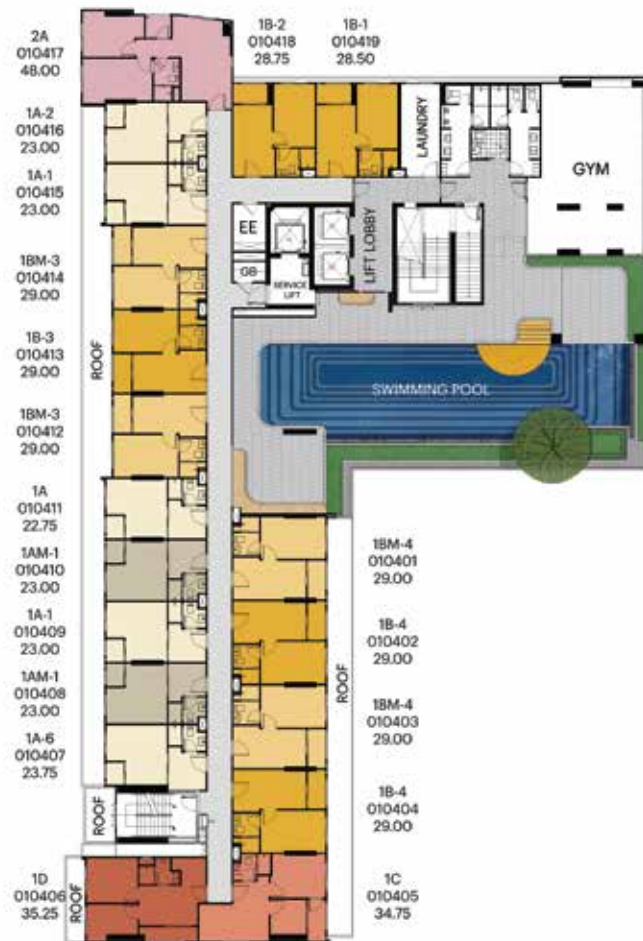 2A
010417
48.00
1B-2
010418
28.75
1B-1
010419
28.50
1A-2
010416
23.00
1A-1
010415
23.00
1BM-3
010414
29.00
1B-3
010413
29.00
1BM-3
010412
29.00
1A
010411
22.75
1AM-1
010410
23.00
1A-1
010409
23.00
1AM-1
010408
23.00
1A-6
010407
23.75
1D
010406
35.25
ROOF
ROOF
ROOF
LAUNDRY
GYM
EE
GB
SERVICE
LIFT
LIFT LOBBY
SWIMMING POOL
ROOF
1BM-4
010401
29.00
1B-4
010402
29.00
1BM-4
010403
29.00
1B-4
010404
29.00
1C
010405
34.75